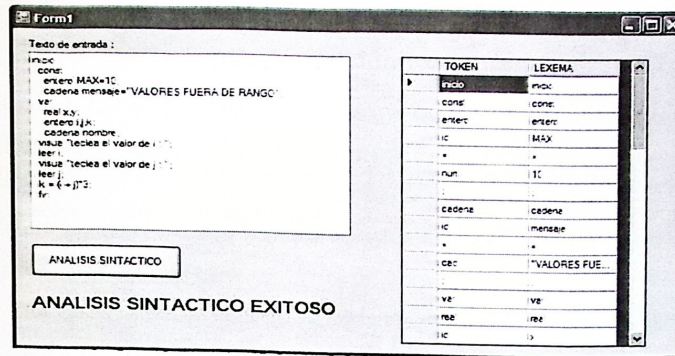 Form1
Texto de entrada :
inicio
const
entero MAX=10;
cadena mensaje="VALORES FUERA DE RANGO";
var
real x,y;
entero i,j,k;
cadena nombre;
visua "teclea el valor de i : ";
leer i;
visua "teclea el valor de j : ";
leer j;
k = (i + j)*3;
fin
ANALISIS SINTACTICO
ANALISIS SINTACTICO EXITOSO
TOKEN LEXEMA
inicio inicio
const const
entero entero
id MAX
= =
num 10
; ;
cadena cadena
id mensaje
= =
cad "VALORES FUE...
; ;
var var
real real
id x